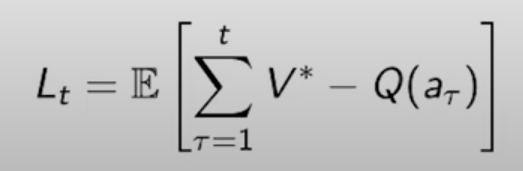 L_t = 𝔼 [ ∑_{τ=1}^{t} V* − Q(a_τ) ]